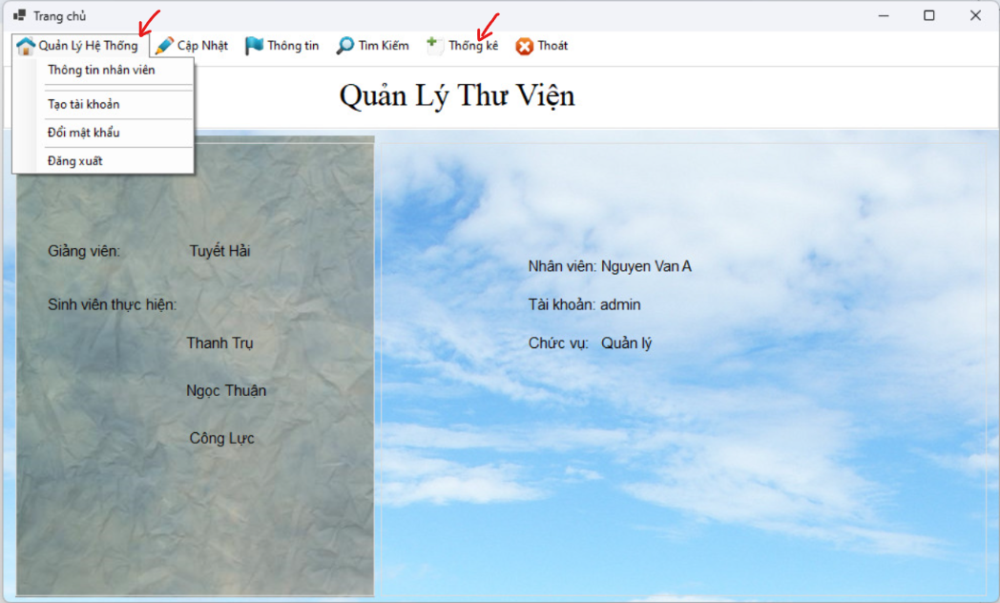 Trang chủ
Quản Lý Hệ Thống Cập Nhật Thông tin Tìm Kiếm Thống kê Thoát
Thông tin nhân viên
Tạo tài khoản
Đổi mật khẩu
Đăng xuất
Quản Lý Thư Viện
Giảng viên: Tuyết Hải
Sinh viên thực hiện:
Thanh Trụ
Ngọc Thuận
Công Lực
Nhân viên: Nguyen Van A
Tài khoản: admin
Chức vụ: Quản lý